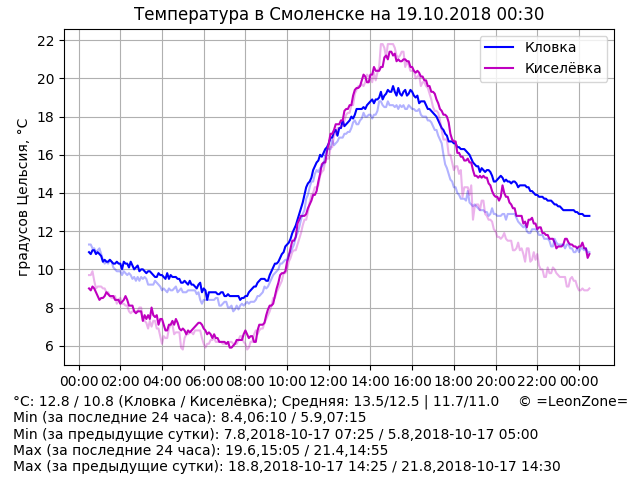 Температура в Смоленске на 19.10.2018 00:30
Кловка
Киселёвка
градусов Цельсия, °C
22
20
18
16
14
12
10
8
6
00:00 02:00 04:00 06:00 08:00 10:00 12:00 14:00 16:00 18:00 20:00 22:00 00:00
°C: 12.8 / 10.8 (Кловка / Киселёвка); Средняя: 13.5/12.5 | 11.7/11.0 © =LeonZone=
Min (за последние 24 часа): 8.4,06:10 / 5.9,07:15
Min (за предыдущие сутки): 7.8,2018-10-17 07:25 / 5.8,2018-10-17 05:00
Max (за последние 24 часа): 19.6,15:05 / 21.4,14:55
Max (за предыдущие сутки): 18.8,2018-10-17 14:25 / 21.8,2018-10-17 14:30